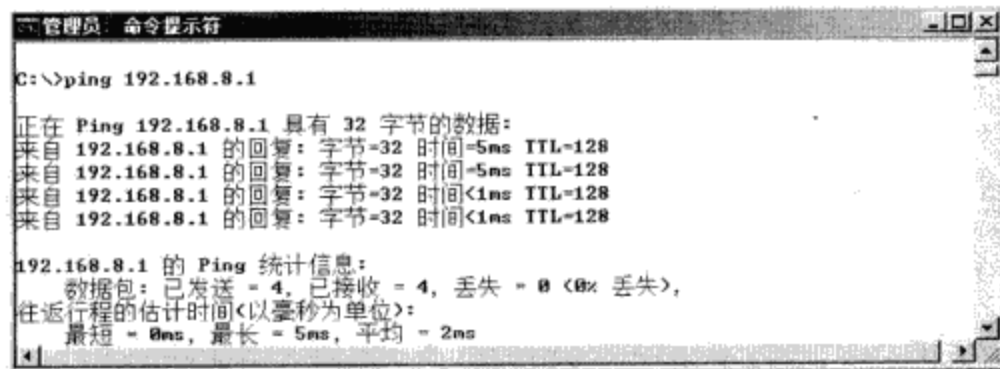 管理员: 命令提示符
C:\>ping 192.168.8.1
正在 Ping 192.168.8.1 具有 32 字节的数据:
来自 192.168.8.1 的回复: 字节=32 时间=5ms TTL=128
来自 192.168.8.1 的回复: 字节=32 时间=5ms TTL=128
来自 192.168.8.1 的回复: 字节=32 时间<1ms TTL=128
来自 192.168.8.1 的回复: 字节=32 时间<1ms TTL=128
192.168.8.1 的 Ping 统计信息:
数据包: 已发送 = 4, 已接收 = 4, 丢失 = 0 (0% 丢失),
往返行程的估计时间(以毫秒为单位):
最短 = 0ms, 最长 = 5ms, 平均 = 2ms